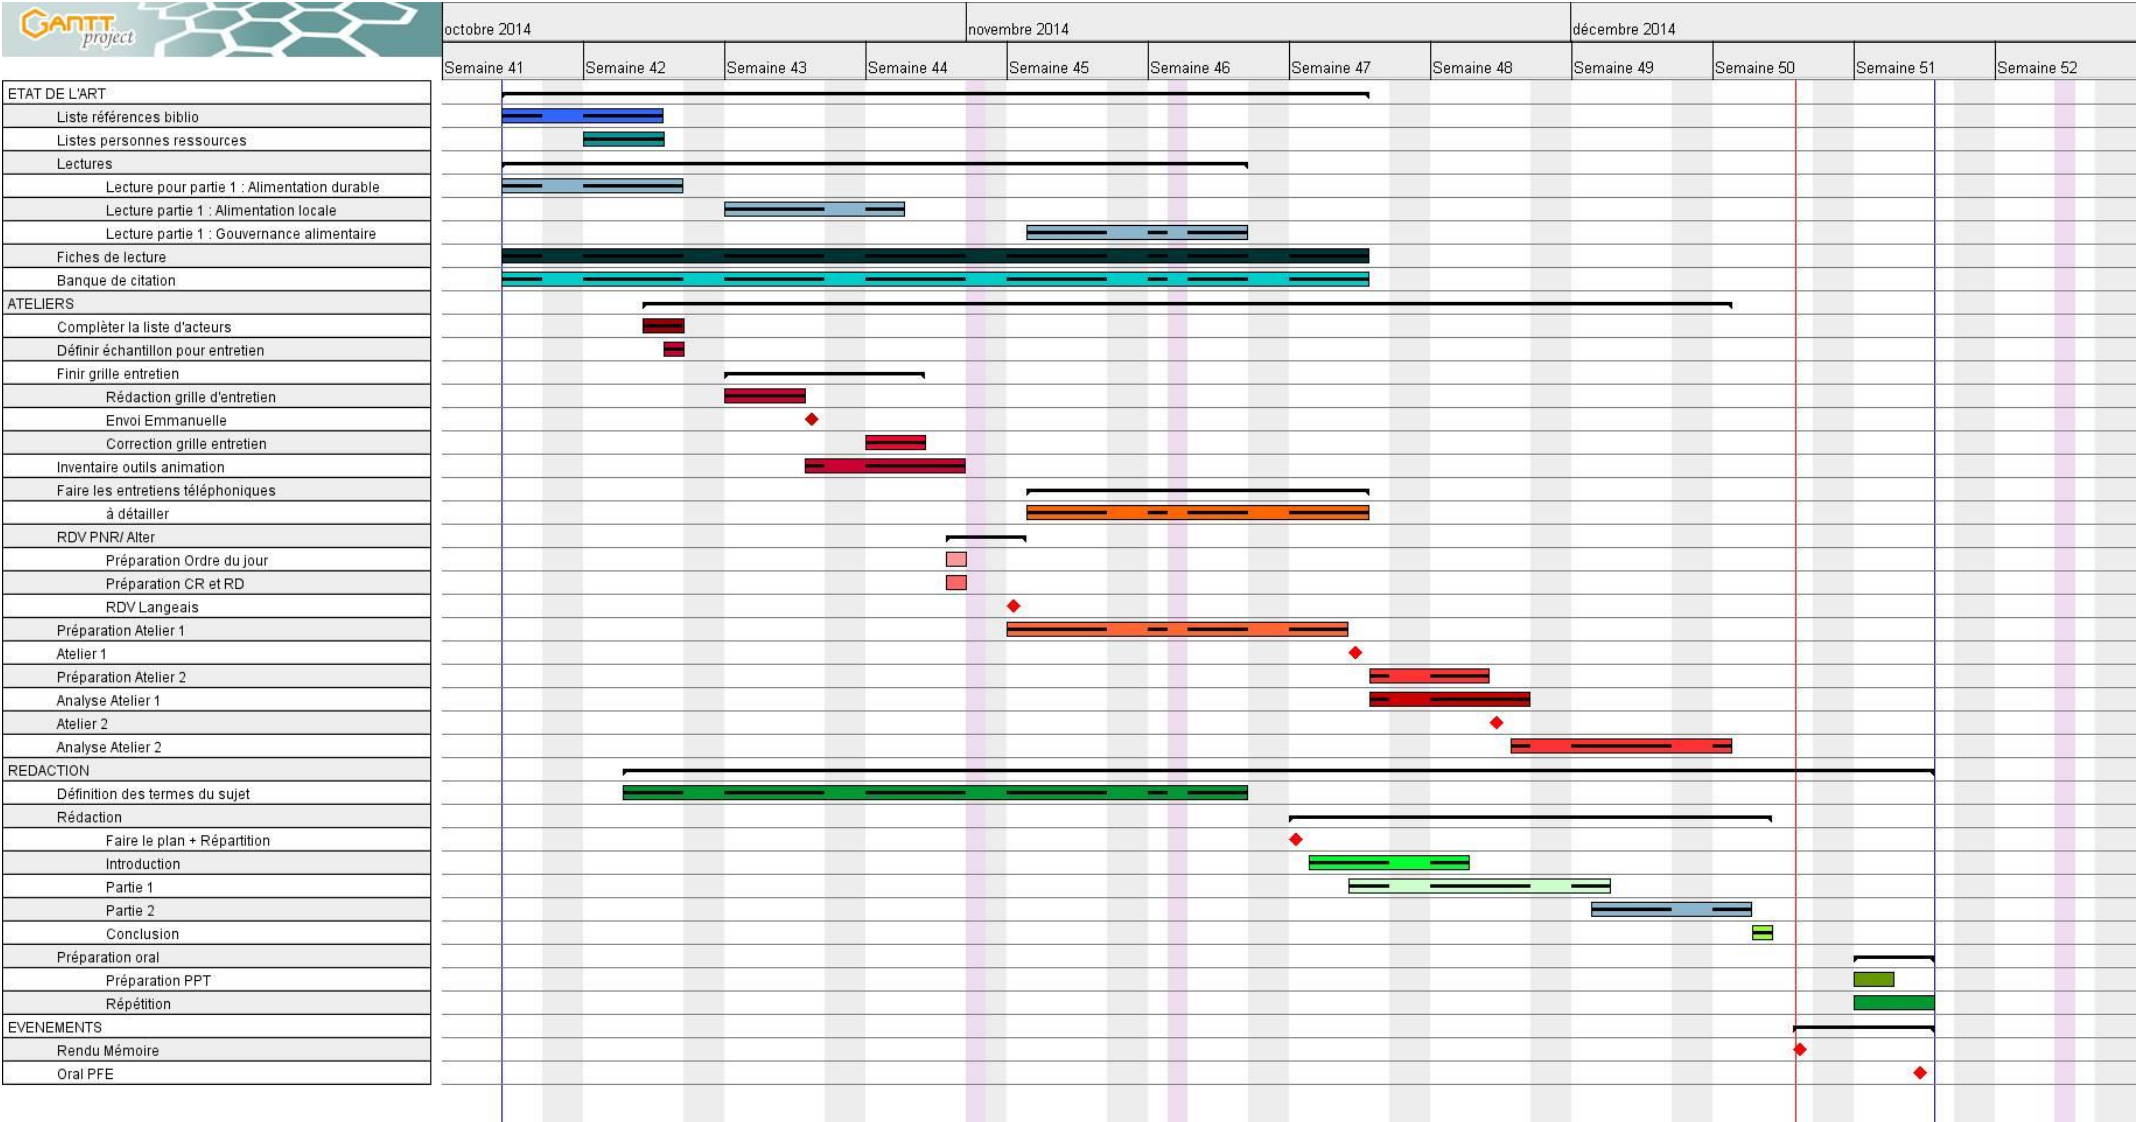 GANTT
project
octobre 2014
novembre 2014
décembre 2014
Semaine 41
Semaine 42
Semaine 43
Semaine 44
Semaine 45
Semaine 46
Semaine 47
Semaine 48
Semaine 49
Semaine 50
Semaine 51
Semaine 52
ETAT DE L'ART
Liste références biblio
Listes personnes ressources
Lectures
Lecture pour partie 1 : Alimentation durable
Lecture partie 1 : Alimentation locale
Lecture partie 1 : Gouvernance alimentaire
Fiches de lecture
Banque de citation
ATELIERS
Complèter la liste d'acteurs
Définir échantillon pour entretien
Finir grille entretien
Rédaction grille d'entretien
Envoi Emmanuelle
Correction grille entretien
Inventaire outils animation
Faire les entretiens téléphoniques
à détailler
RDV PNR/ Alter
Préparation Ordre du jour
Préparation CR et RD
RDV Langeais
Préparation Atelier 1
Atelier 1
Préparation Atelier 2
Analyse Atelier 1
Atelier 2
Analyse Atelier 2
REDACTION
Définition des termes du sujet
Rédaction
Faire le plan + Répartition
Introduction
Partie 1
Partie 2
Conclusion
Préparation oral
Préparation PPT
Répétition
EVENEMENTS
Rendu Mémoire
Oral PFE